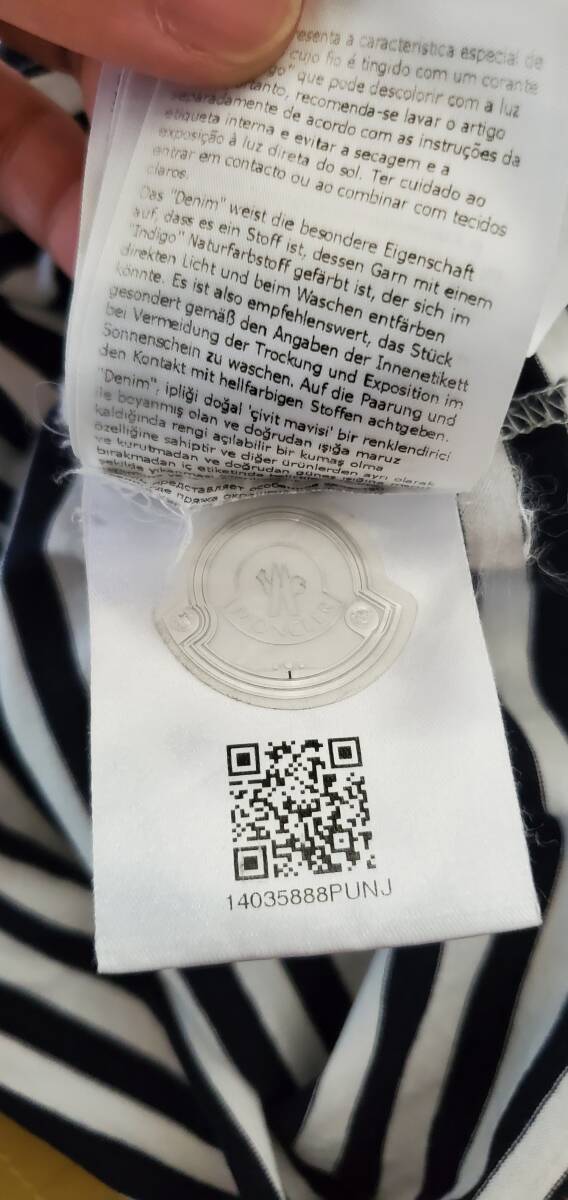 resenta a característica especial de
cujo fio é tingido com um corante
que pode descolorir com a luz
tanto, recomenda-se lavar o artigo
separadamente de acordo com as instruções da
etiqueta interna e evitar a secagem e a
exposição à luz direta do sol. Ter cuidado ao
entrar em contacto ou ao combinar com tecidos
claros.
Das "Denim" weist die besondere Eigenschaft
auf, dass es ein Stoff ist, dessen Garn mit einem
"Indigo" Naturfarbstoff gefärbt ist, der sich im
direkten Licht und beim Waschen entfärben
könnte. Es ist also empfehlenswert, das Stück
gesondert gemäß den Angaben der Innenetikett
bei Vermeidung der Trockung und Exposition im
Sonnenschein zu waschen. Auf die Paarung und
den Kontakt mit hellfarbigen Stoffen achtgeben.
"Denim", ipliği doğal 'çivit mavisi' bir renklendirici
ile boyanmış olan ve doğrudan ışığa maruz
kaldığında rengi açılabilir bir kumaş olma
özelliğine sahiptir ve diğer ürünlerden ayrı olarak
ve kurutmadan ve doğrudan güneş ışığına
bırakmadan iç etiketinde
представляет
MONCLER
14035888PUNJ